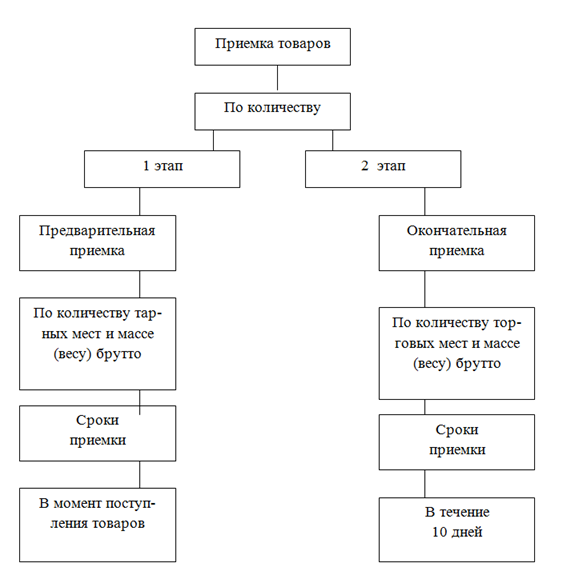 Приемка товаров
По количеству
1 этап
2 этап
Предварительная
приемка
Окончательная
приемка
По количеству тар-
ных мест и массе
(весу) брутто
По количеству тор-
говых мест и массе
(весу) брутто
Сроки
приемки
Сроки
приемки
В момент поступ-
ления товаров
В течение
10 дней